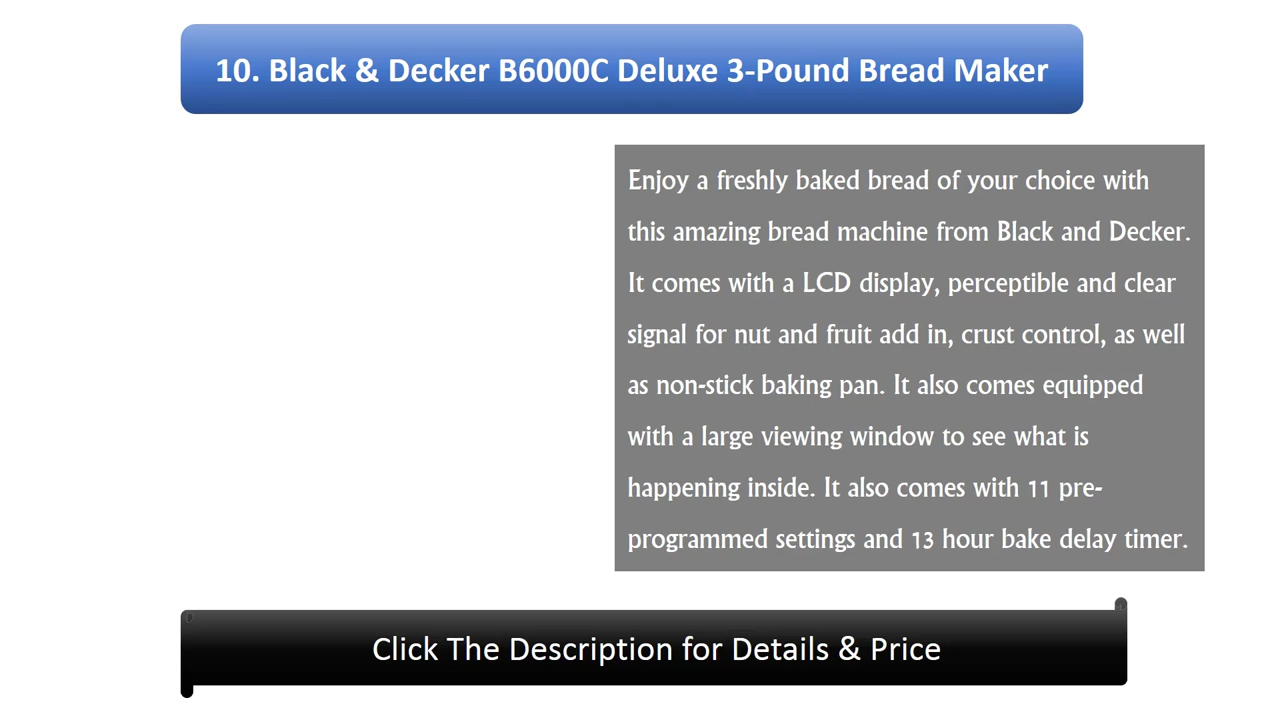 10. Black & Decker B6000C Deluxe 3-Pound Bread Maker
Enjoy a freshly baked bread of your choice with
this amazing bread machine from Black and Decker.
It comes with a LCD display, perceptible and clear
signal for nut and fruit add in, crust control, as well
as non-stick baking pan. It also comes equipped
with a large viewing window to see what is
happening inside. It also comes with 11 pre-
programmed settings and 13 hour bake delay timer.
Click The Description for Details & Price